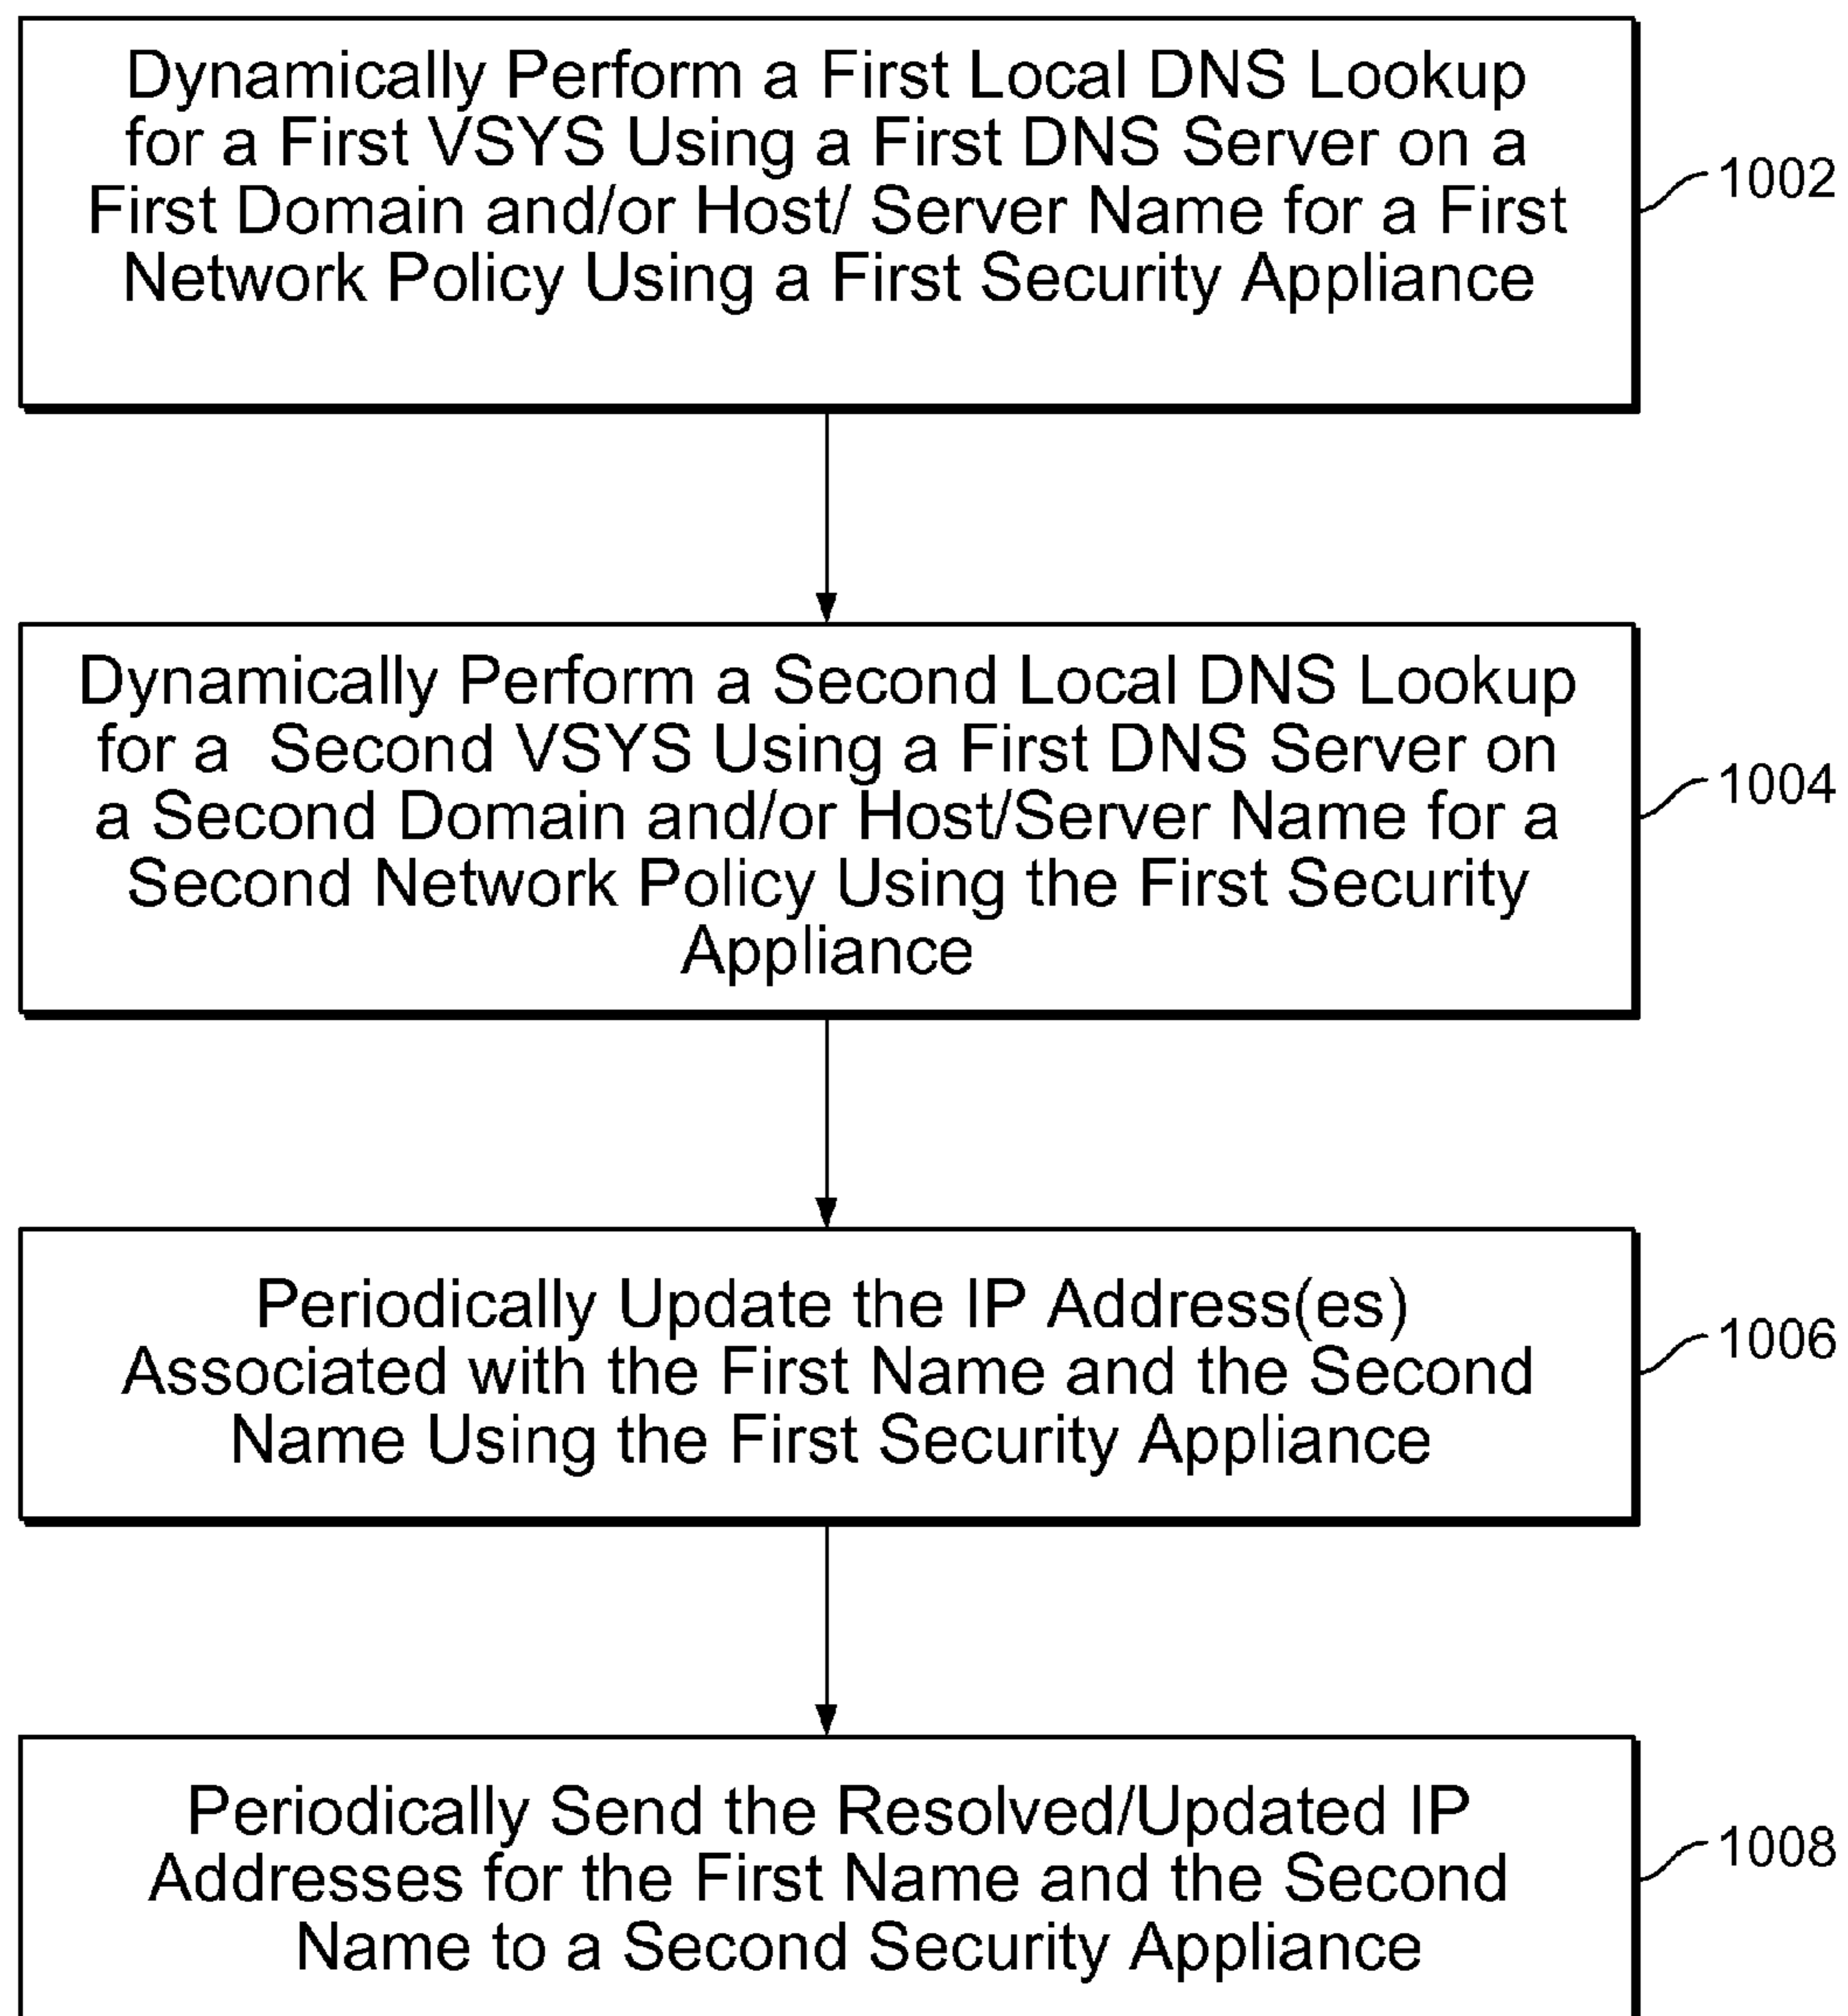 Dynamically Perform a First Local DNS Lookup
for a First VSYS Using a First DNS Server on a
First Domain and/or Host/ Server Name for a First
Network Policy Using a First Security Appliance
1002
Dynamically Perform a Second Local DNS Lookup
for a Second VSYS Using a First DNS Server on
a Second Domain and/or Host/Server Name for a
Second Network Policy Using the First Security
Appliance
1004
Periodically Update the IP Address(es)
Associated with the First Name and the Second
Name Using the First Security Appliance
1006
Periodically Send the Resolved/Updated IP
Addresses for the First Name and the Second
Name to a Second Security Appliance
1008